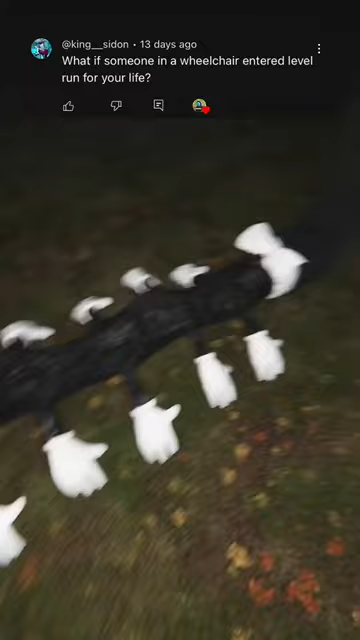 @king__sidon • 13 days ago
What if someone in a wheelchair entered level
run for your life?